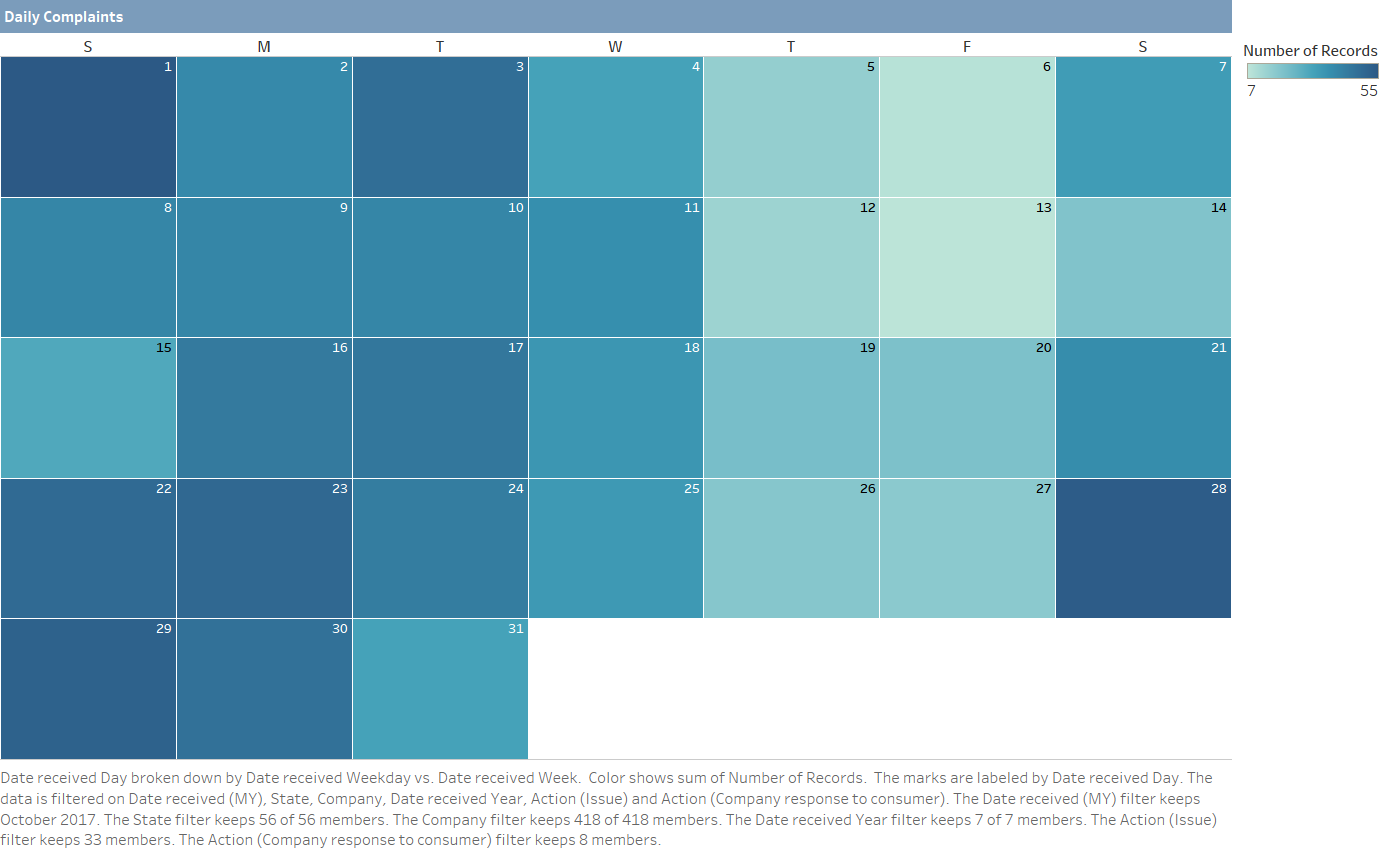 Daily Complaints
S M T W T F S
Number of Records
7 55
1 2 3 4 5 6 7
8 9 10 11 12 13 14
15 16 17 18 19 20 21
22 23 24 25 26 27 28
29 30 31
Date received Day broken down by Date received Weekday vs. Date received Week.  Color shows sum of Number of Records.  The marks are labeled by Date received Day. The
data is filtered on Date received (MY), State, Company, Date received Year, Action (Issue) and Action (Company response to consumer). The Date received (MY) filter keeps
October 2017. The State filter keeps 56 of 56 members. The Company filter keeps 418 of 418 members. The Date received Year filter keeps 7 of 7 members. The Action (Issue)
filter keeps 33 members. The Action (Company response to consumer) filter keeps 8 members.